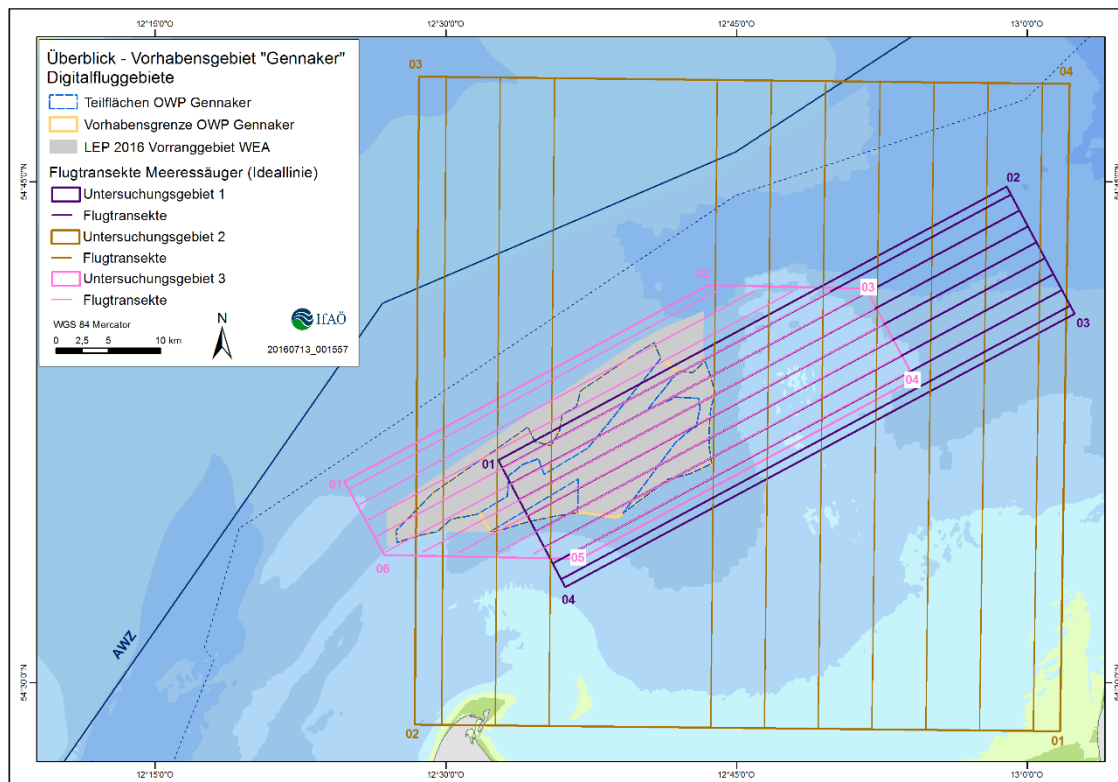 12°15'0"O 12°30'0"O 12°45'0"O 13°0'0"O
Überblick - Vorhabensgebiet "Gennaker"
Digitalfluggebiete
Teilflächen OWP Gennaker
Vorhabensgrenze OWP Gennaker
LEP 2016 Vorranggebiet WEA
Flugtransekte Meeressäuger (Ideallinie)
Untersuchungsgebiet 1
Flugtransekte
Untersuchungsgebiet 2
Flugtransekte
Untersuchungsgebiet 3
Flugtransekte
WGS 84 Mercator
N
IfAÖ
0 2,5 5 10 km
20160713_001557
03
04
54°45'0"N
02
02
03
03
04
01
01
05
06
04
AWZ
54°30'0"N
54°30'0"N
02
01
12°15'0"O 12°30'0"O 12°45'0"O 13°0'0"O